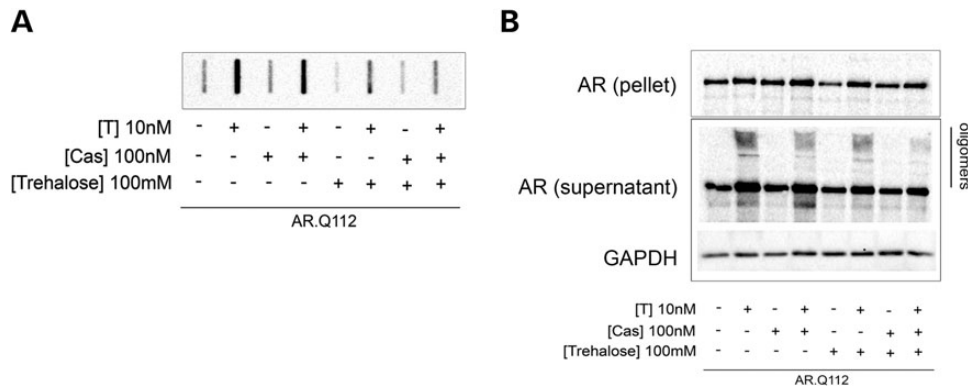 A
[T] 10nM - + - + - + - +
[Cas] 100nM - - + + - - + +
[Trehalose] 100mM - - - - + + + +
AR.Q112
B
AR (pellet)
AR (supernatant)
oligomers
GAPDH
[T] 10nM - + - + - + - +
[Cas] 100nM - - + + - - + +
[Trehalose] 100mM - - - - + + + +
AR.Q112